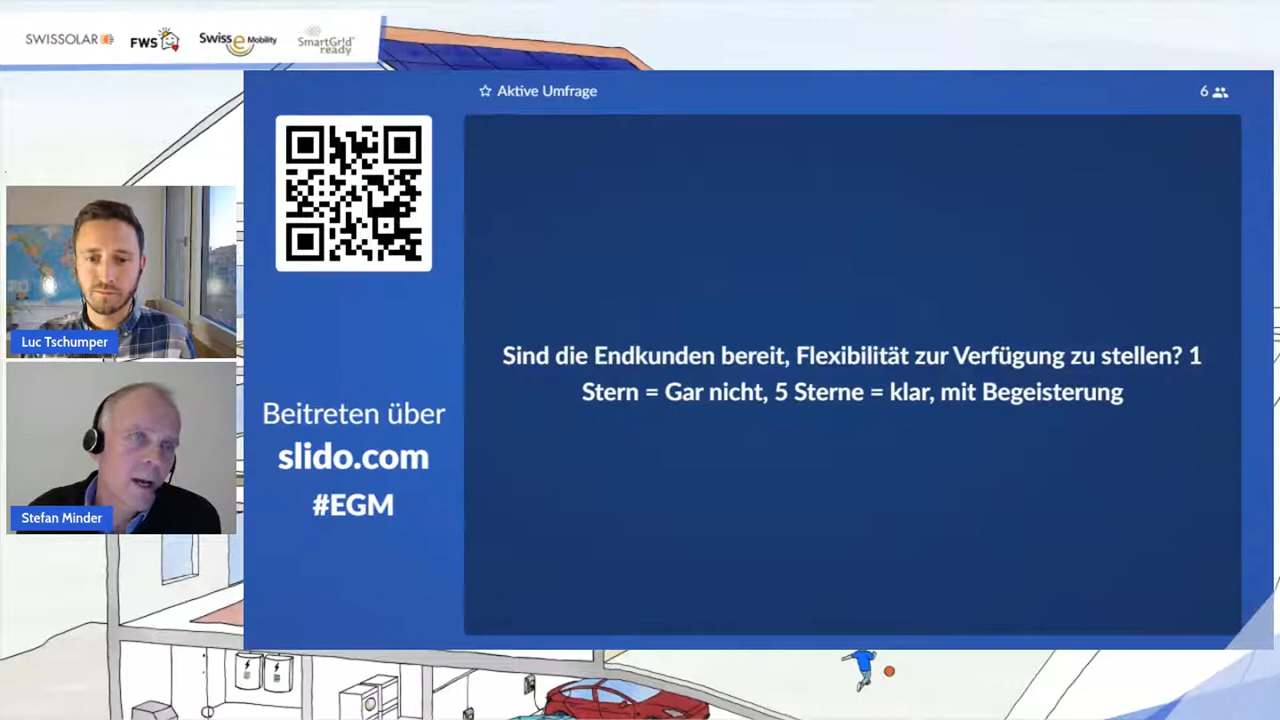 SWISSOLAR
FWS
Swiss e Mobility
SmartGrid ready
Aktive Umfrage
6
Luc Tschumper
Stefan Minder
Beitreten über
slido.com
#EGM
Sind die Endkunden bereit, Flexibilität zur Verfügung zu stellen? 1
Stern = Gar nicht, 5 Sterne = klar, mit Begeisterung